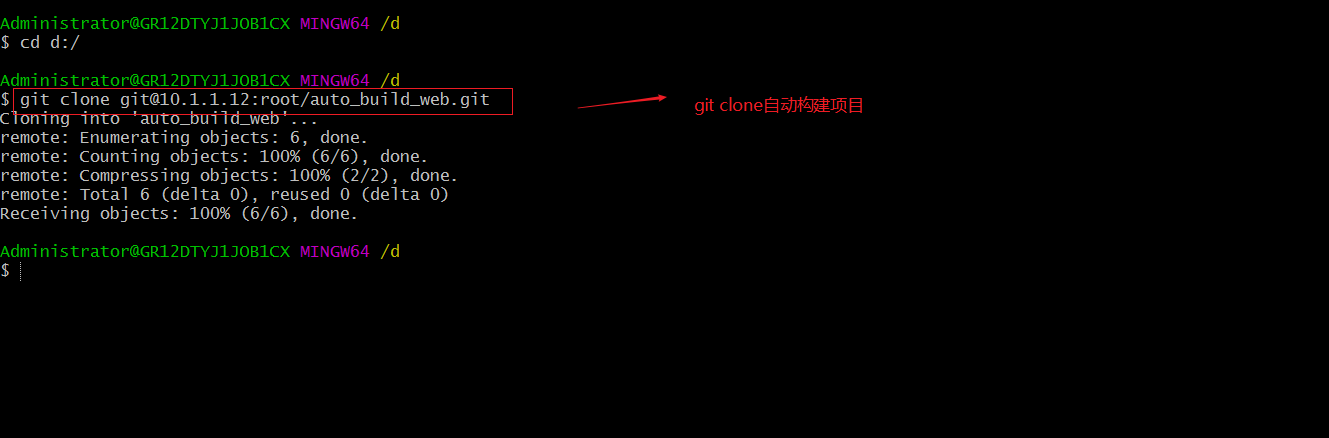 Administrator@GR12DTYJ1JOB1CX MINGW64 /d
$ cd d:/
Administrator@GR12DTYJ1JOB1CX MINGW64 /d
$ git clone git@10.1.1.12:root/auto_build_web.git
git clone自动构建项目
Cloning into 'auto_build_web'...
remote: Enumerating objects: 6, done.
remote: Counting objects: 100% (6/6), done.
remote: Compressing objects: 100% (2/2), done.
remote: Total 6 (delta 0), reused 0 (delta 0)
Receiving objects: 100% (6/6), done.
Administrator@GR12DTYJ1JOB1CX MINGW64 /d
$